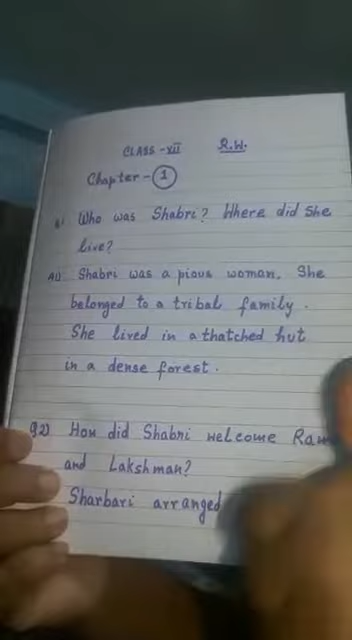 CLASS - XII R.W.
Chapter - 1
Who was Shabri? Where did She
live?
A1) Shabri was a pious woman. She
belonged to a tribal family.
She lived in a thatched hut
in a dense forest.
Q2) How did Shabri welcome Ram
and Lakshman?
Sharbari arranged